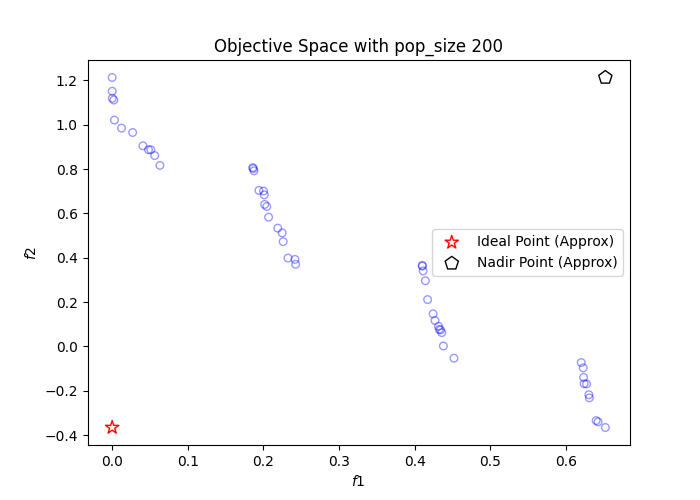 Objective Space with pop_size 200
f2
1.2
1.0
0.8
0.6
0.4
0.2
0.0
−0.2
−0.4
Ideal Point (Approx)
Nadir Point (Approx)
0.0 0.1 0.2 0.3 0.4 0.5 0.6
f1